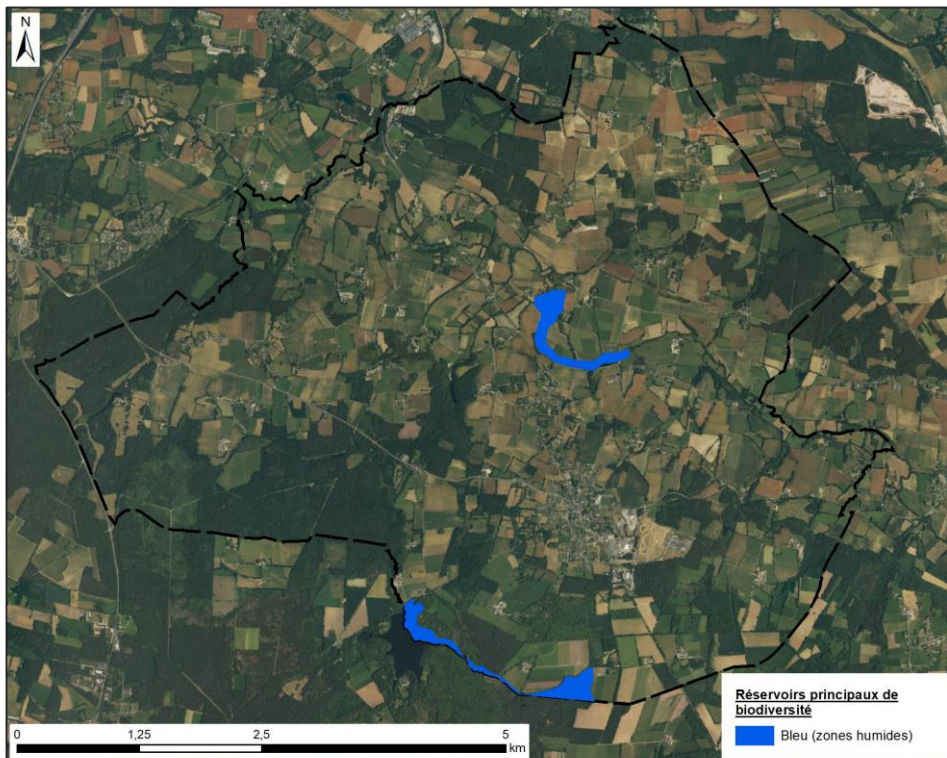 N
Réservoirs principaux de
biodiversité
Bleu (zones humides)
0 1,25 2,5 5
km